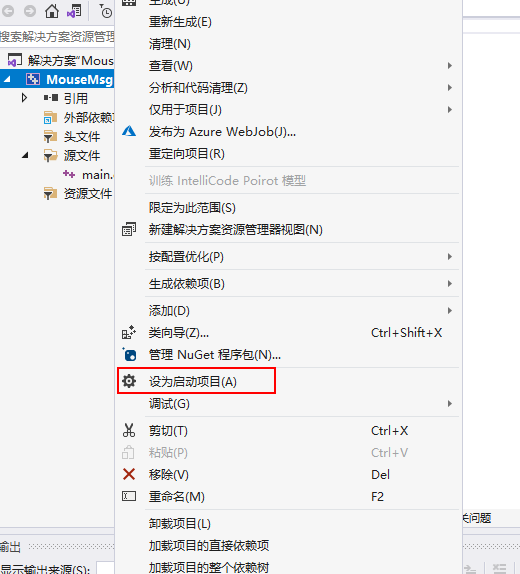 生成(U)
重新生成(E)
清理(N)
查看(W)
分析和代码清理(Z)
仅用于项目(J)
发布为 Azure WebJob(J)...
重定向项目(R)
训练 IntelliCode Poirot 模型
限定为此范围(S)
新建解决方案资源管理器视图(N)
按配置优化(P)
生成依赖项(B)
添加(D)
类向导(Z)... Ctrl+Shift+X
管理 NuGet 程序包(N)...
设为启动项目(A)
调试(G)
剪切(T) Ctrl+X
粘贴(P) Ctrl+V
移除(V) Del
重命名(M) F2
卸载项目(L)
加载项目的直接依赖项
加载项目的整个依赖树
搜索解决方案资源管理
解决方案"Mous
MouseMsg
引用
外部依赖项
头文件
源文件
main.
资源文件
输出
显示输出来源(S):
关问题